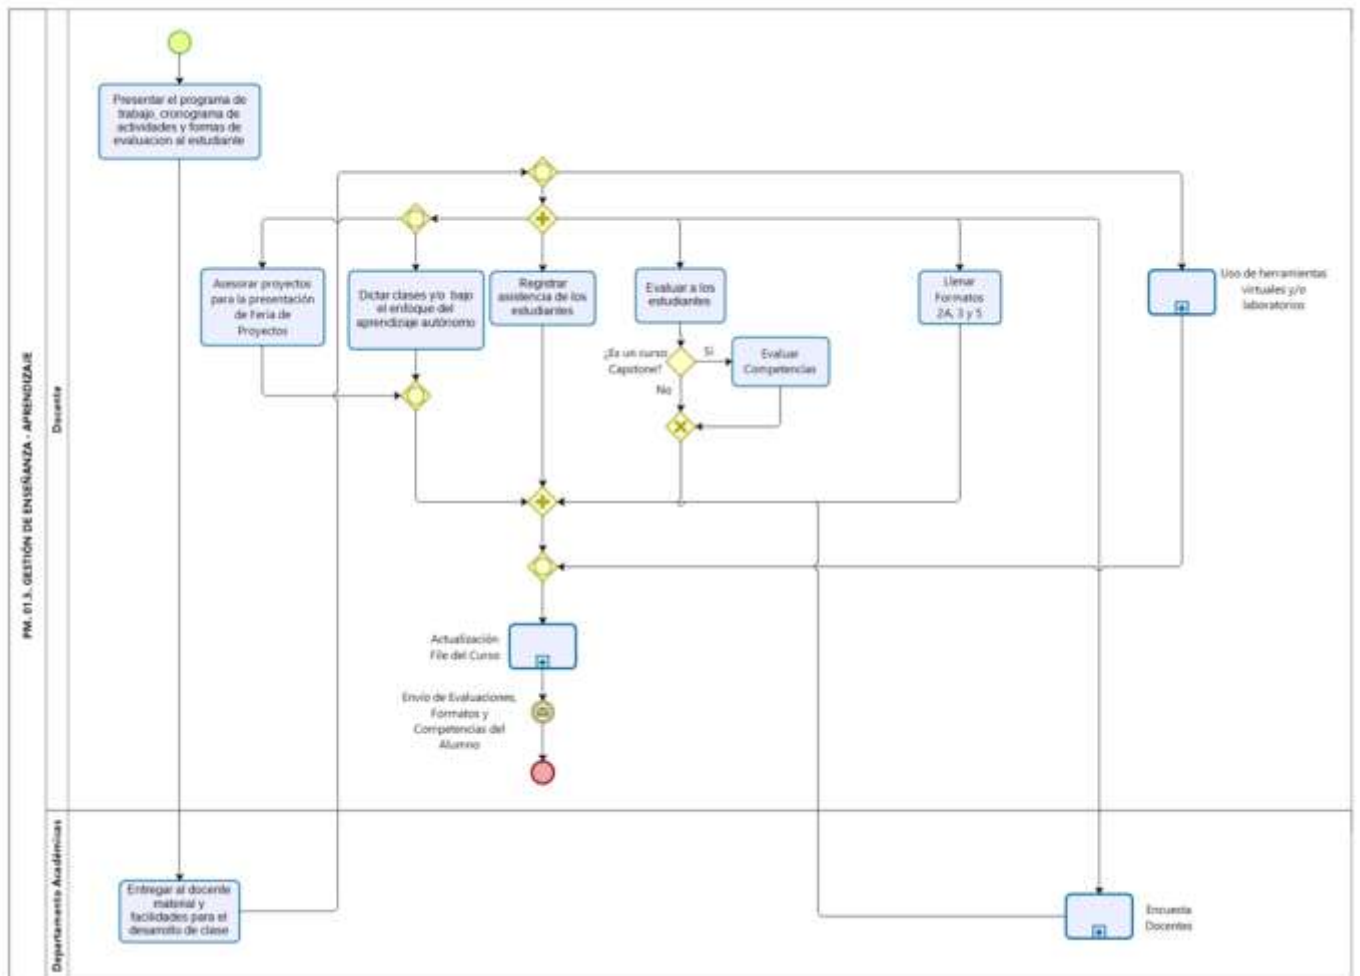 PM. 01.3. GESTIÓN DE ENSEÑANZA - APRENDIZAJE
Docente
Presentar el programa de
trabajo, cronograma de
actividades y formas de
evaluacion al estudiante
Asesorar proyectos
para la presentación
de Feria de
Proyectos
Dictar clases y/o bajo
el enfoque del
aprendizaje autónomo
Registrar
asistencia de los
estudiantes
Evaluar a los
estudiantes
Llenar
Formatos
2A, 3 y 5
Uso de herramientas
virtuales y/o
laboratorios
¿Es un curso
Capstone?
Si
No
Evaluar
Competencias
Actualización
File del Curso
Envío de Evaluaciones,
Formatos y
Competencias del
Alumno
Departamento Académicas
Entregar al docente
material y
facilidades para el
desarrollo de clase
Encuesta
Docentes